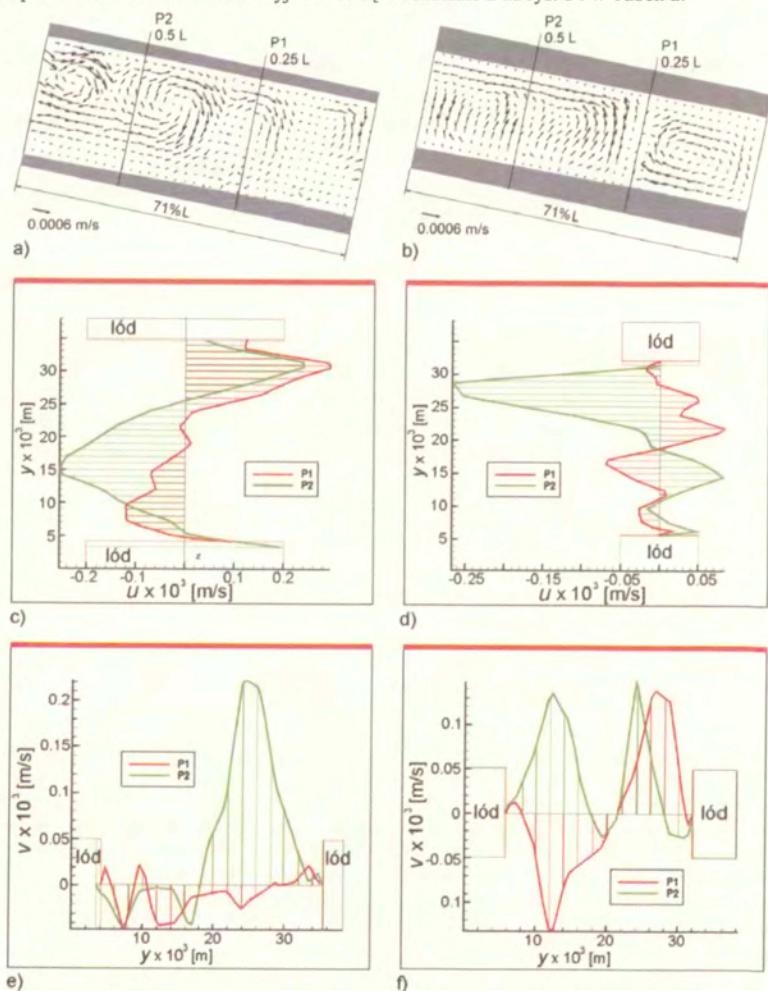 P2
0.5 L
P1
0.25 L
71%L
0.0006 m/s
a)
P2
0.5 L
P1
0.25 L
71%L
0.0006 m/s
b)
lód
30
25
20
15
10
5
y x 10³ [m]
P1
P2
lód
-0.2 -0.1 0 0.1 0.2
u x 10³ [m/s]
c)
lód
30
25
20
15
10
5
y x 10³ [m]
P1
P2
lód
-0.25 -0.15 -0.05 0.05
u x 10³ [m/s]
d)
0.2
0.15
0.1
0.05
0
v x 10³ [m/s]
P1
P2
lód
lód
10 20 30
y x 10³ [m]
e)
0.1
0.05
0
-0.05
0.1
v x 10³ [m/s]
lód
lód
P1
P2
10 20 30
y x 10³ [m]
f)